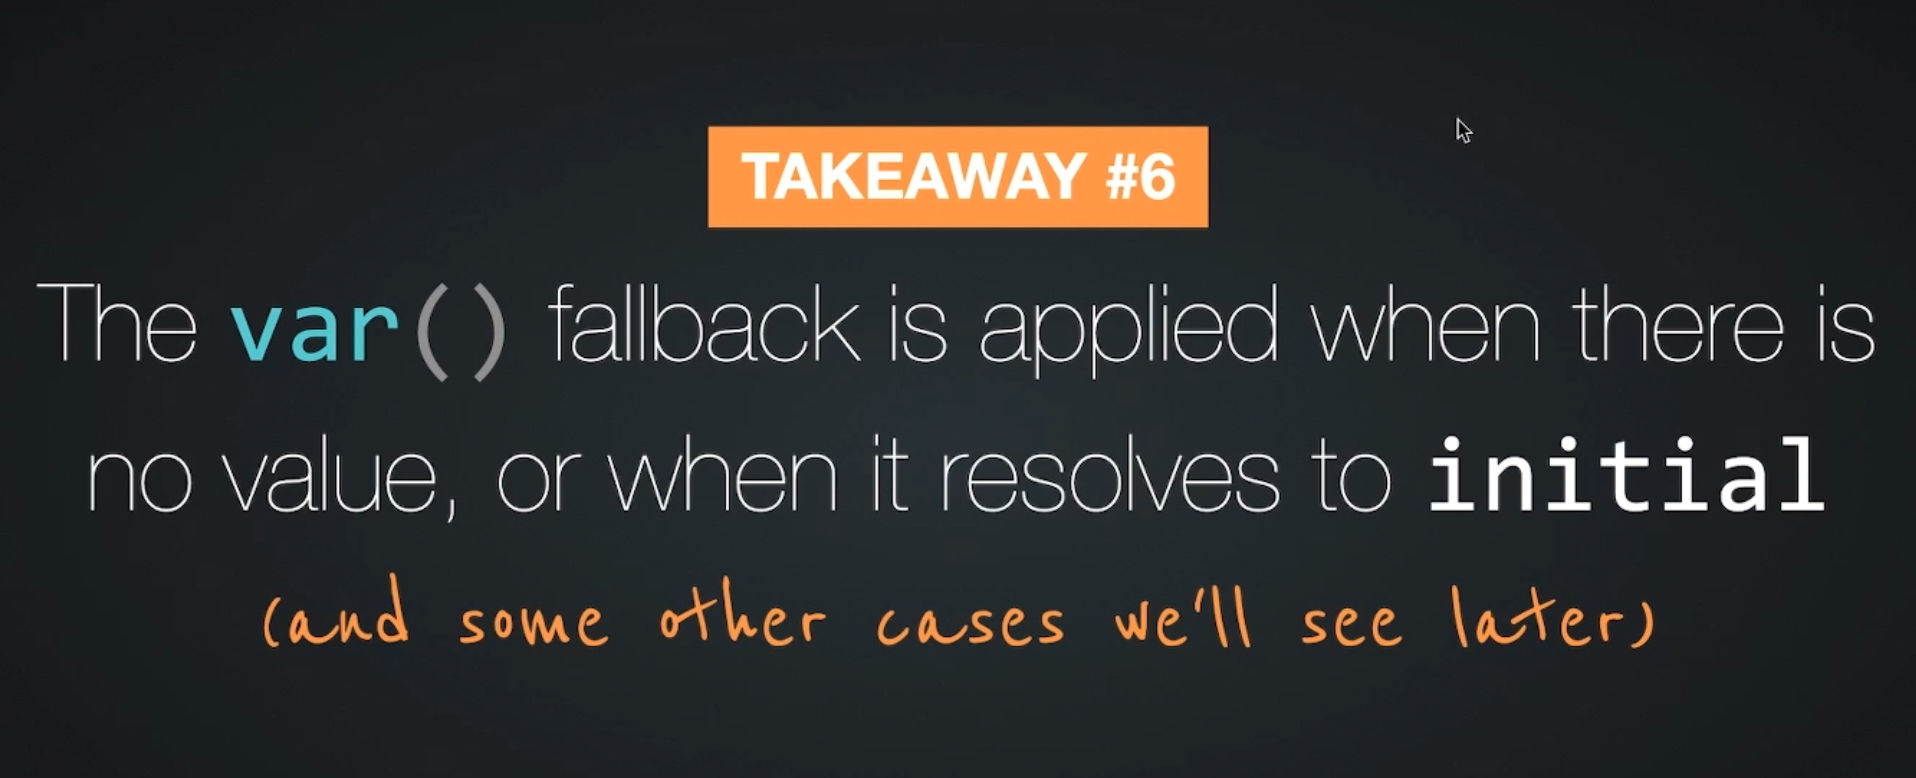 TAKEAWAY #6
The var() fallback is applied when there is
no value, or when it resolves to initial
(and some other cases we'll see later)